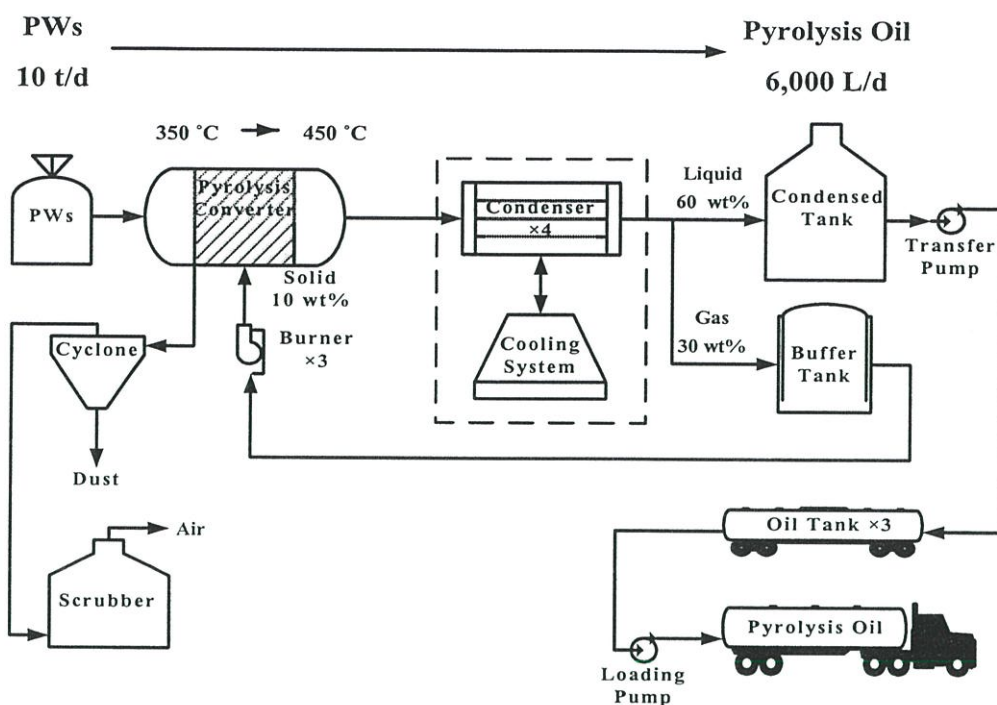 PWs
10 t/d
Pyrolysis Oil
6,000 L/d
350 ˚C
450 ˚C
PWs
Pyrolysis
Converter
Solid
10 wt%
Condenser
×4
Liquid
60 wt%
Condensed
Tank
Transfer
Pump
Cyclone
Burner
×3
Cooling
System
Gas
30 wt%
Buffer
Tank
Dust
Air
Scrubber
Oil Tank ×3
Pyrolysis Oil
Loading
Pump